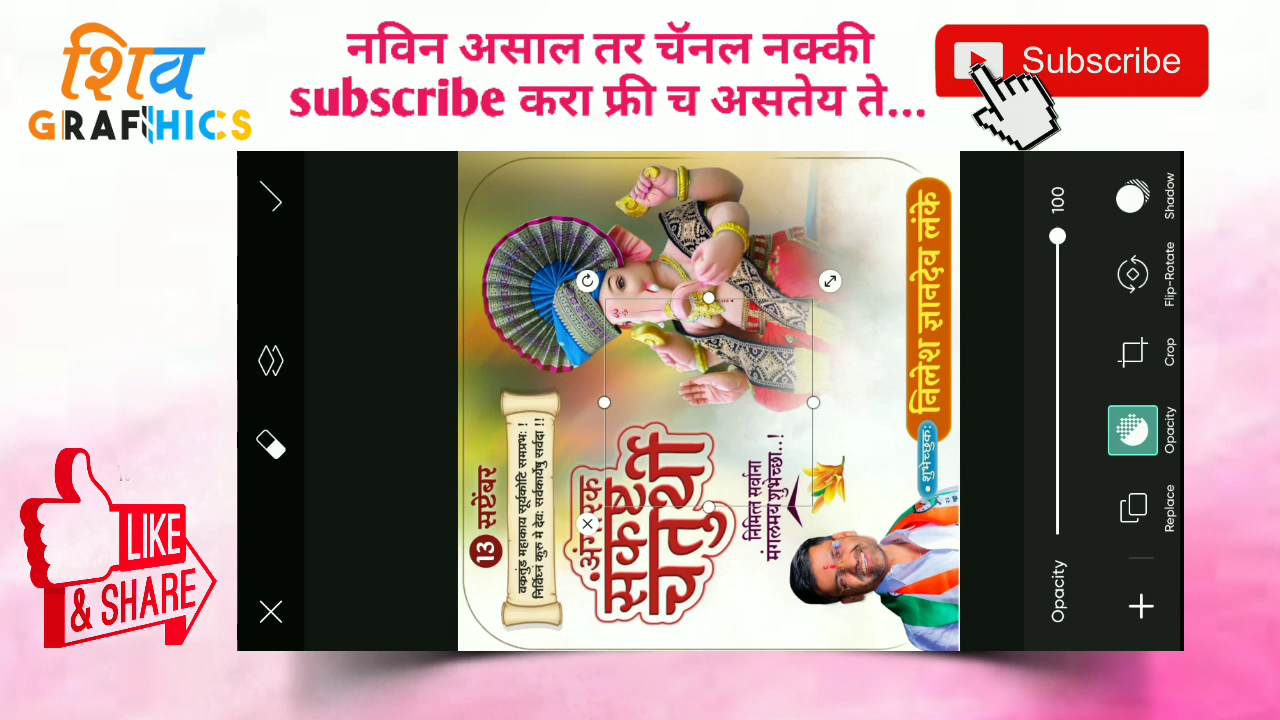 शिव
GRAFHICS
नविन असाल तर चॅनल नक्की
subscribe करा फ्री च असतेय ते...
Subscribe
LIKE
& SHARE
13 सप्टेंबर
वक्रतुंड महाकाय सूर्यकोटि समप्रभः !
निर्विघ्नं कुरु मे देवः सर्वकार्येषु सर्वदा !!
संकष्ट
चतुर्थी
निमित्त सर्वांना
मंगलमय शुभेच्छा..!
शुभेच्छुक:
निलेश ज्ञानदेव लंके
Opacity
100
Shadow
Flip-Rotate
Crop
Opacity
Replace